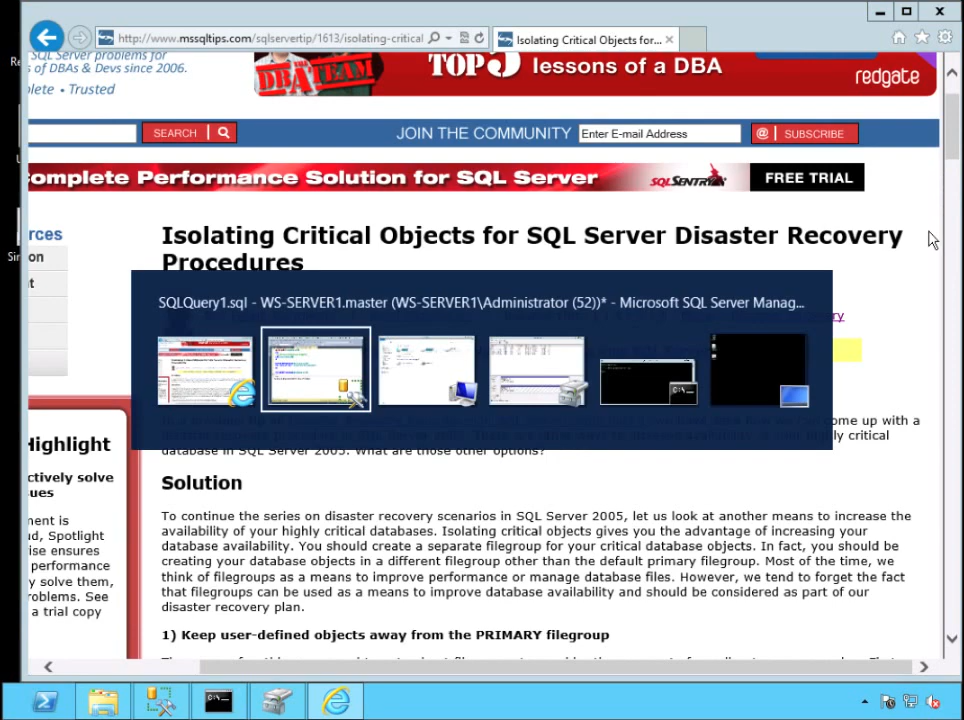 http://www.mssqltips.com/sqlservertip/1613/isolating-critical
Isolating Critical Objects for...
SQL Server problems for
s of DBAs & Devs since 2006.
lete • Trusted
DBA TEAM
TOP 5 lessons of a DBA
redgate
SEARCH
JOIN THE COMMUNITY
Enter E-mail Address
@ SUBSCRIBE
omplete Performance Solution for SQL Server
SQL SENTRY
FREE TRIAL
rces
on
t
Isolating Critical Objects for SQL Server Disaster Recovery
Procedures
SQLQuery1.sql - WS-SERVER1.master (WS-SERVER1\Administrator (52))* - Microsoft SQL Server Manag...
come up with a
highly critical
database in SQL Server 2005. What are those other options?
Solution
To continue the series on disaster recovery scenarios in SQL Server 2005, let us look at another means to increase the
availability of your highly critical databases. Isolating critical objects gives you the advantage of increasing your
database availability. You should create a separate filegroup for your critical database objects. In fact, you should be
creating your database objects in a different filegroup other than the default primary filegroup. Most of the time, we
think of filegroups as a means to improve performance or manage database files. However, we tend to forget the fact
that filegroups can be used as a means to improve database availability and should be considered as part of our
disaster recovery plan.
1) Keep user-defined objects away from the PRIMARY filegroup
Highlight
ctively solve
ues
ment is
ud, Spotlight
rise ensures
performance
y solve them,
roblems. See
a trial copy